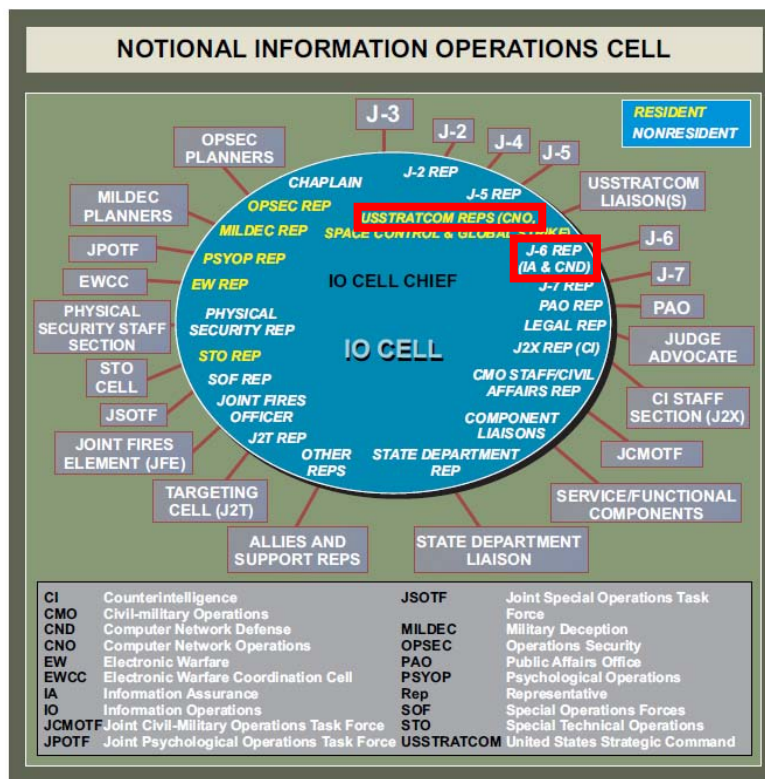 NOTIONAL INFORMATION OPERATIONS CELL
RESIDENT
NONRESIDENT
J-3
J-2
J-4
J-5
OPSEC
PLANNERS
MILDEC
PLANNERS
JPOTF
EWCC
PHYSICAL
SECURITY STAFF
SECTION
STO
CELL
JSOTF
JOINT FIRES
ELEMENT (JFE)
TARGETING
CELL (J2T)
ALLIES AND
SUPPORT REPS
STATE DEPARTMENT
LIAISON
SERVICE/FUNCTIONAL
COMPONENTS
JCMOTF
CI STAFF
SECTION (J2X)
JUDGE
ADVOCATE
PAO
J-7
J-6
USSTRATCOM
LIAISON(S)
CHAPLAIN
J-2 REP
J-5 REP
OPSEC REP
USSTRATCOM REPS (CNO,
SPACE CONTROL & GLOBAL STRIKE)
MILDEC REP
PSYOP REP
EW REP
IO CELL CHIEF
J-6 REP
(IA & CND)
J-7 REP
PAO REP
LEGAL REP
J2X REP (CI)
PHYSICAL
SECURITY REP
IO CELL
STO REP
SOF REP
JOINT FIRES
OFFICER
J2T REP
OTHER
REPS
STATE DEPARTMENT
REP
COMPONENT
LIAISONS
CMO STAFF/CIVIL
AFFAIRS REP
CI Counterintelligence
CMO Civil-military Operations
CND Computer Network Defense
CNO Computer Network Operations
EW Electronic Warfare
EWCC Electronic Warfare Coordination Cell
IA Information Assurance
IO Information Operations
JCMOTF Joint Civil-Military Operations Task Force
JPOTF Joint Psychological Operations Task Force
JSOTF Joint Special Operations Task
Force
MILDEC Military Deception
OPSEC Operations Security
PAO Public Affairs Office
PSYOP Psychological Operations
Rep Representative
SOF Special Operations Forces
STO Special Technical Operations
USSTRATCOM United States Strategic Command